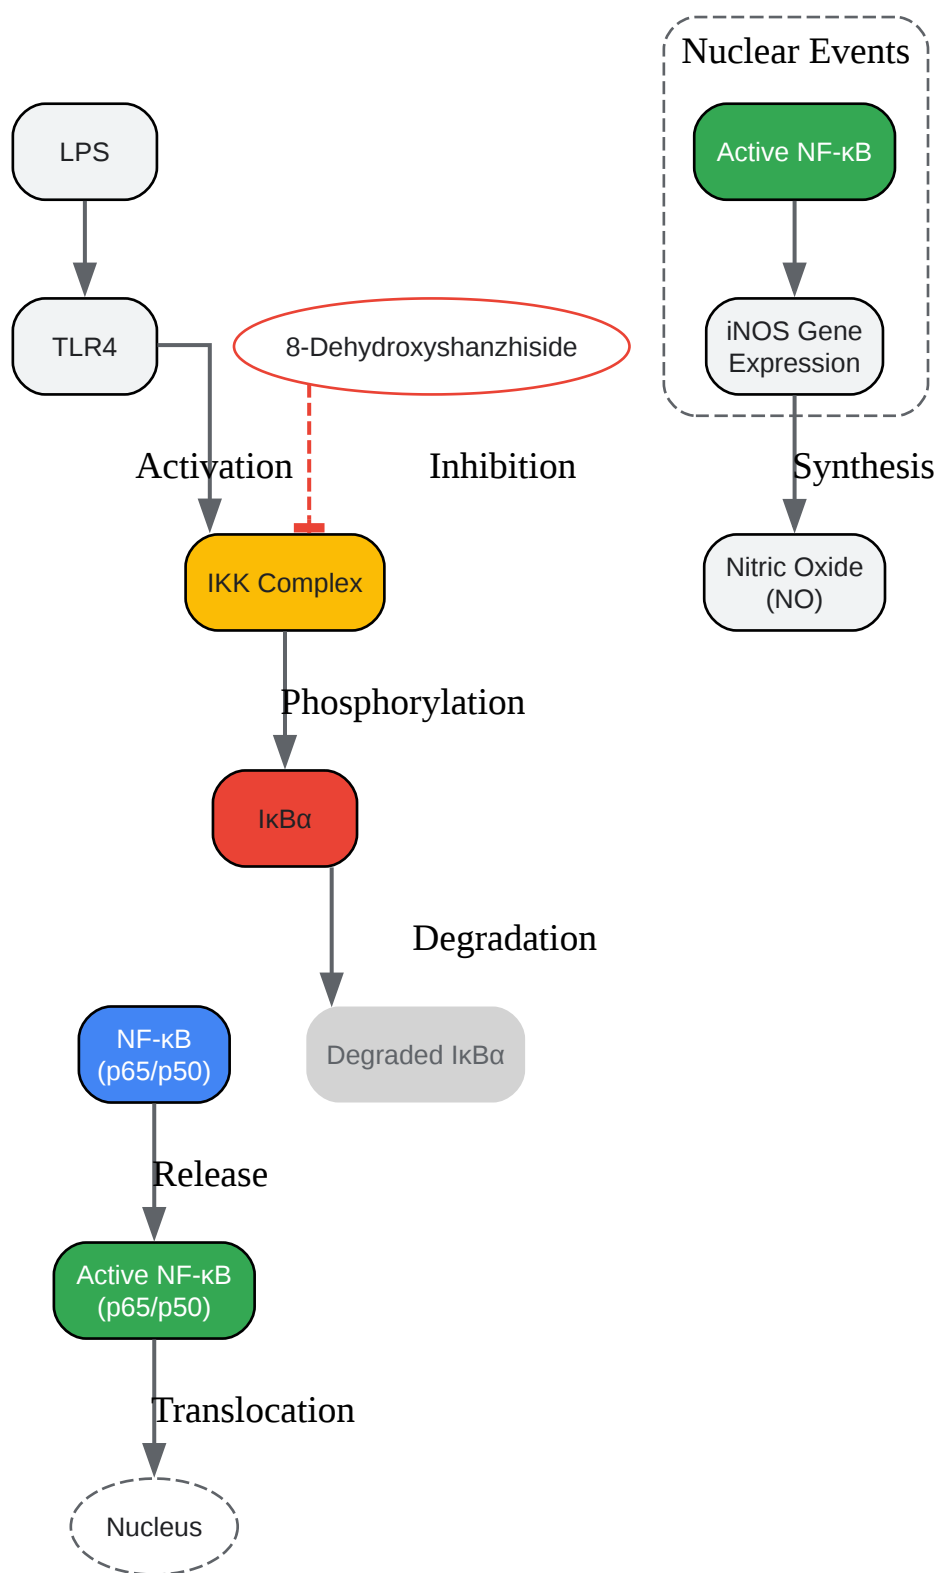 Nuclear Events
LPS
Active NF-κB
TLR4
8-Dehydroxyshanzhiside
iNOS Gene
Expression
Activation
Inhibition
Synthesis
IKK Complex
Nitric Oxide
(NO)
Phosphorylation
IκBα
Degradation
NF-κB
(p65/p50)
Degraded IκBα
Release
Active NF-κB
(p65/p50)
Translocation
Nucleus